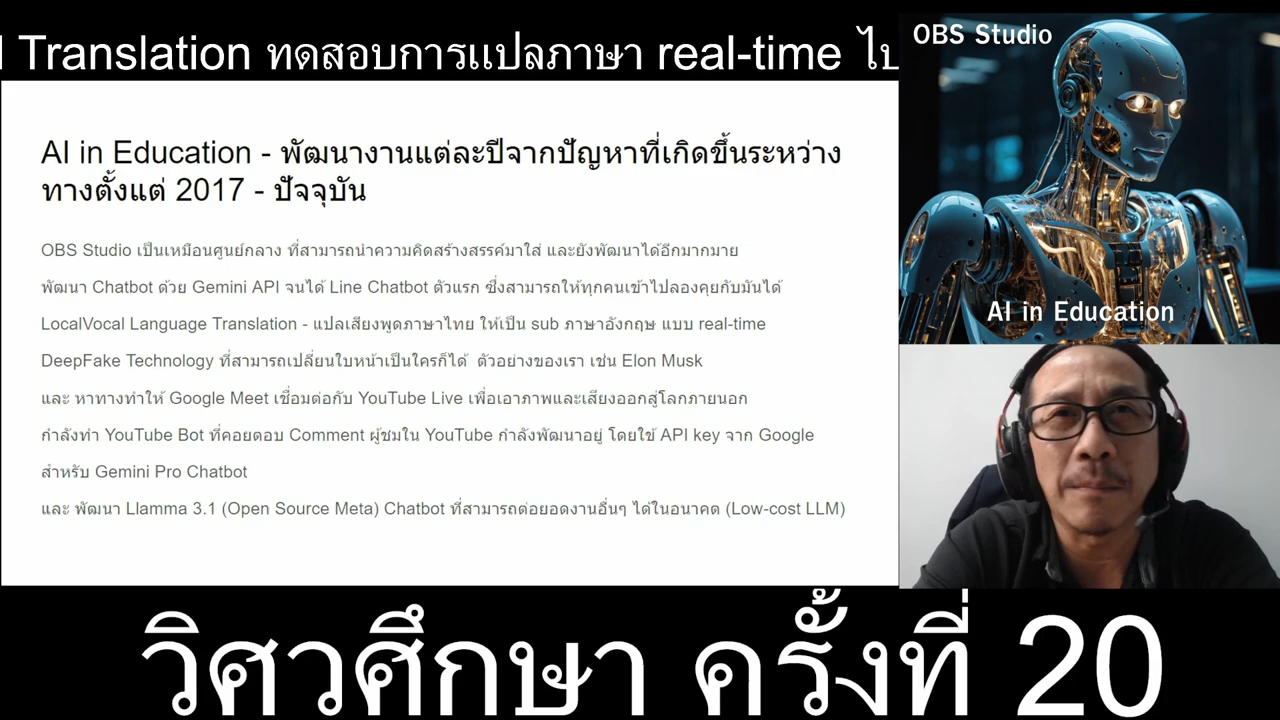 Translation ทดสอบการแปลภาษา real-time
OBS Studio
AI in Education - พัฒนางานแต่ละปีจากปัญหาที่เกิดขึ้นระหว่าง
ทางตั้งแต่ 2017 - ปัจจุบัน
OBS Studio เป็นเหมือนศูนย์กลาง ที่สามารถนำความคิดสร้างสรรค์มาใส่ และยังพัฒนาได้อีกมากมาย
พัฒนา Chatbot ด้วย Gemini API จนได้ Line Chatbot ตัวแรก ซึ่งสามารถให้ทุกคนเข้าไปลองคุยกับมันได้
LocalVocal Language Translation - แปลเสียงพูดภาษาไทย ให้เป็น sub ภาษาอังกฤษ แบบ real-time
DeepFake Technology ที่สามารถเปลี่ยนใบหน้าเป็นใครก็ได้ ตัวอย่างของเรา เช่น Elon Musk
และ หาทางทำให้ Google Meet เชื่อมต่อกับ YouTube Live เพื่อเอาภาพและเสียงออกสู่โลกภายนอก
กำลังทำ YouTube Bot ที่คอยตอบ Comment ผู้ชมใน YouTube กำลังพัฒนาอยู่ โดยใช้ API key จาก Google
สำหรับ Gemini Pro Chatbot
และ พัฒนา Llamma 3.1 (Open Source Meta) Chatbot ที่สามารถต่อยอดงานอื่นๆ ได้ในอนาคต (Low-cost LLM)
AI in Education
วิศวศึกษา ครั้งที่ 20